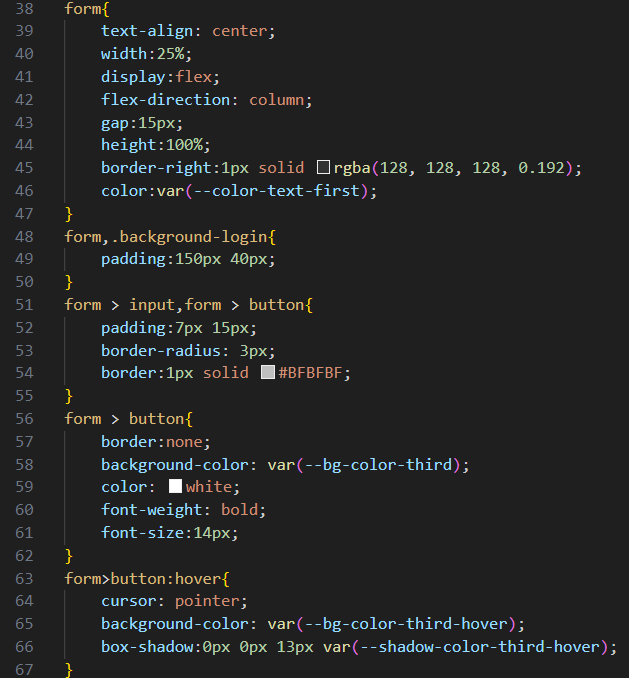 38 form{
39 text-align: center;
40 width:25%;
41 display:flex;
42 flex-direction: column;
43 gap:15px;
44 height:100%;
45 border-right:1px solid rgba(128, 128, 128, 0.192);
46 color:var(--color-text-first);
47 }
48 form,.background-login{
49 padding:150px 40px;
50 }
51 form > input,form > button{
52 padding:7px 15px;
53 border-radius: 3px;
54 border:1px solid #BFBFBF;
55 }
56 form > button{
57 border:none;
58 background-color: var(--bg-color-third);
59 color: white;
60 font-weight: bold;
61 font-size:14px;
62 }
63 form>button:hover{
64 cursor: pointer;
65 background-color: var(--bg-color-third-hover);
66 box-shadow:0px 0px 13px var(--shadow-color-third-hover);
67 }